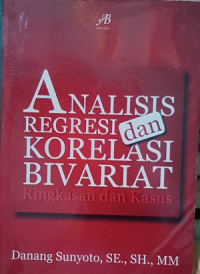 ANALISIS
REGRESI dan
KORELASI
BIVARIAT
Ringkasan dan Kasus
Danang Sunyoto, SE., SH., MM